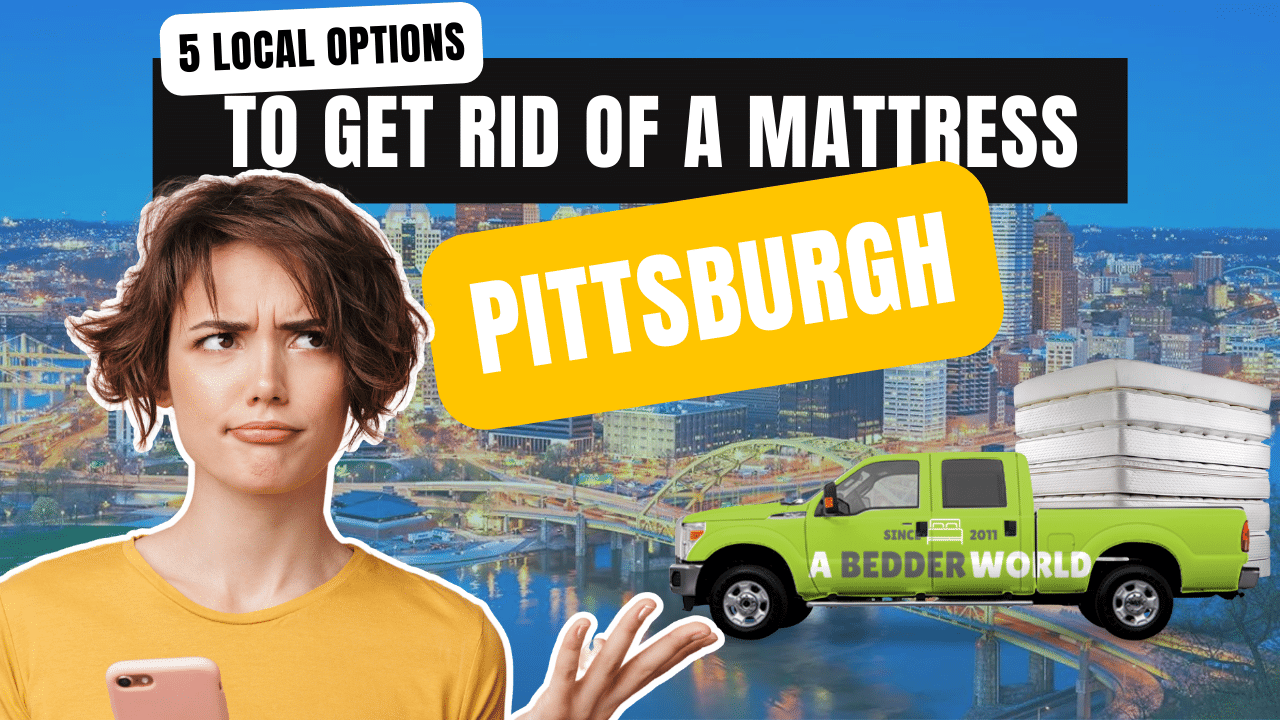 5 LOCAL OPTIONS
TO GET RID OF A MATTRESS
PITTSBURGH
SINCE 2011
A BEDDER WORLD